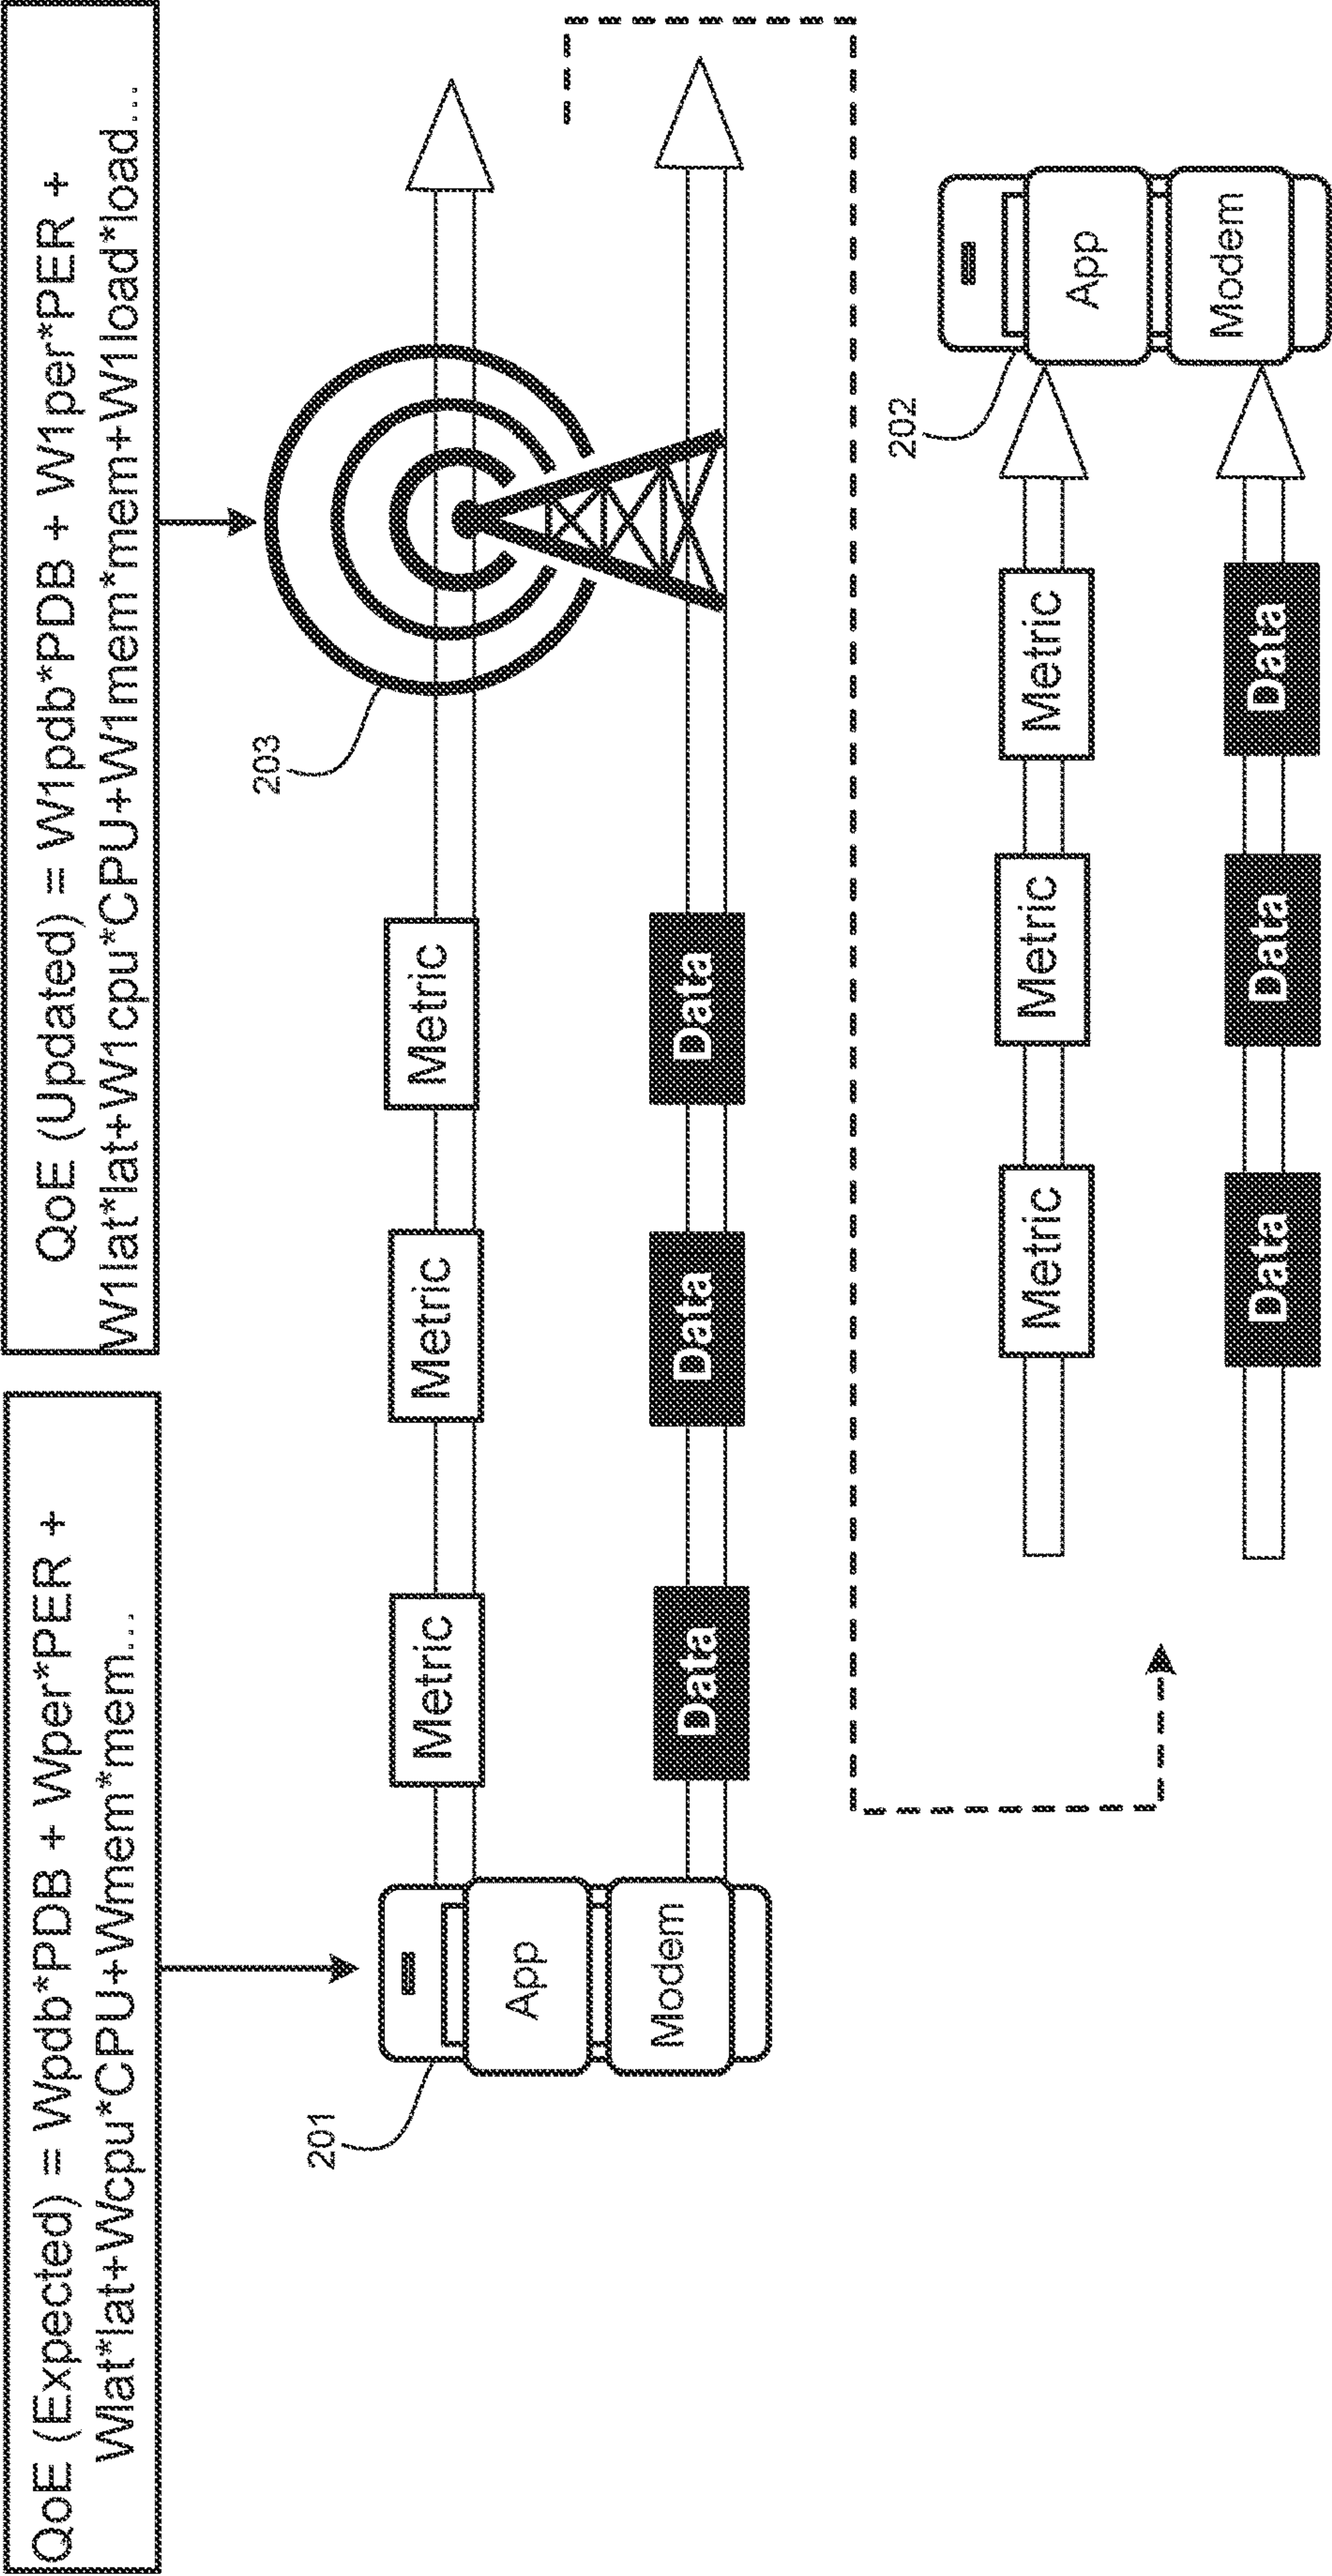 QoE (Expected) = Wpdb*PDB + Wper*PER +
Wlat*lat+Wcpu*CPU+Wmem*mem...
QoE (Updated) = W1pdb*PDB + W1per*PER +
W1lat*lat+W1cpu*CPU+W1mem*mem+W1load*load...
201
App
Modem
Metric
Metric
Metric
203
Data
Data
Data
Metric
Metric
Metric
202
App
Modem
Data
Data
Data